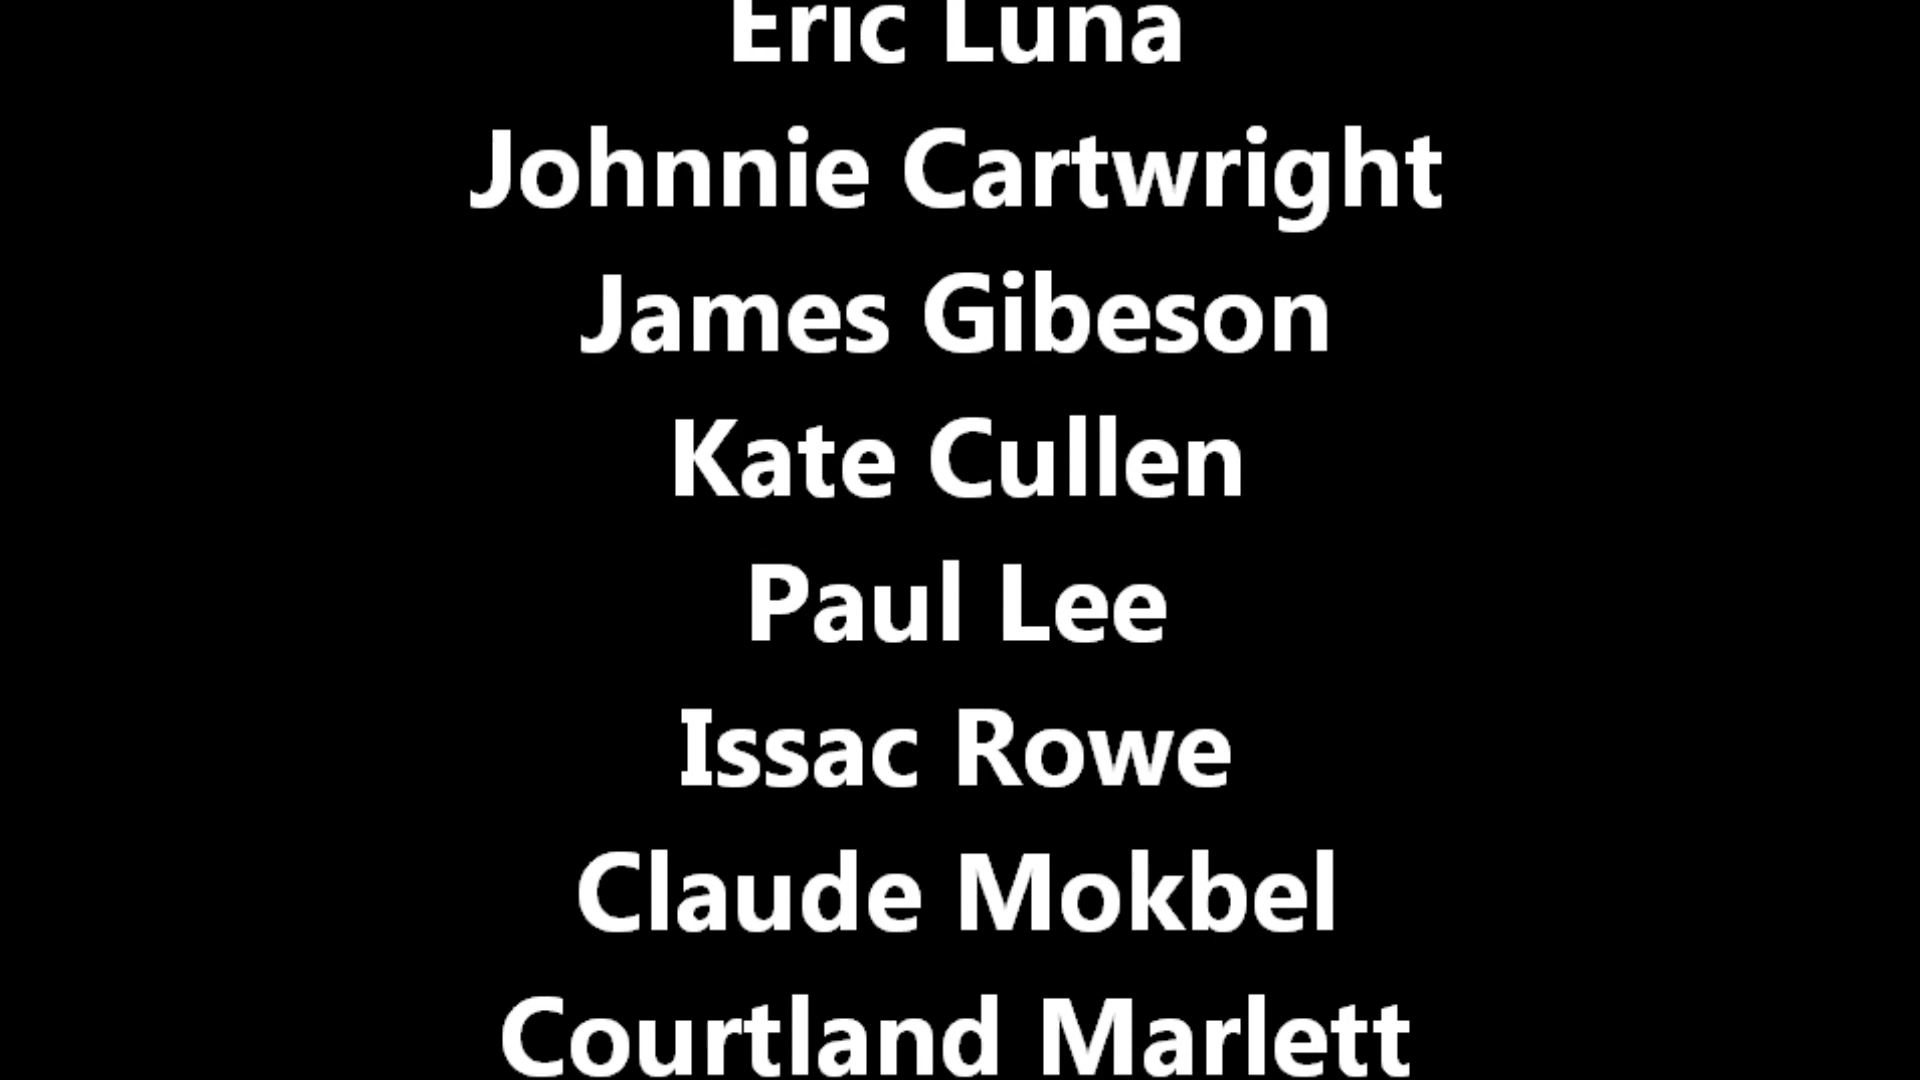 Eric Luna
Johnnie Cartwright
James Gibeson
Kate Cullen
Paul Lee
Issac Rowe
Claude Mokbel
Courtland Marlett